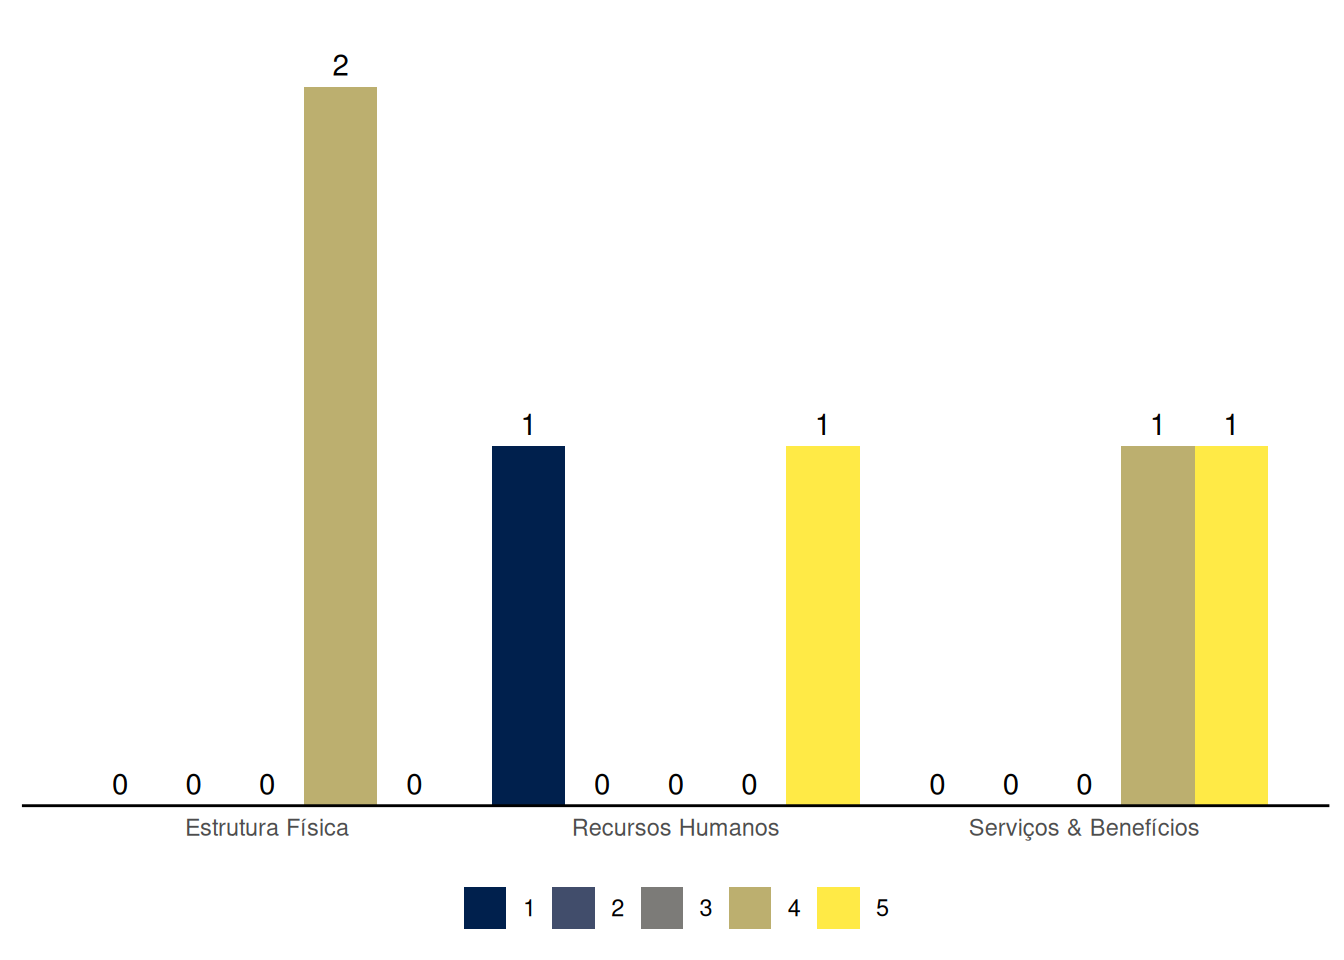 2
1 1 1 1
0 0 0 0 0 0 0 0 0 0
Estrutura Física Recursos Humanos Serviços & Benefícios
1 2 3 4 5